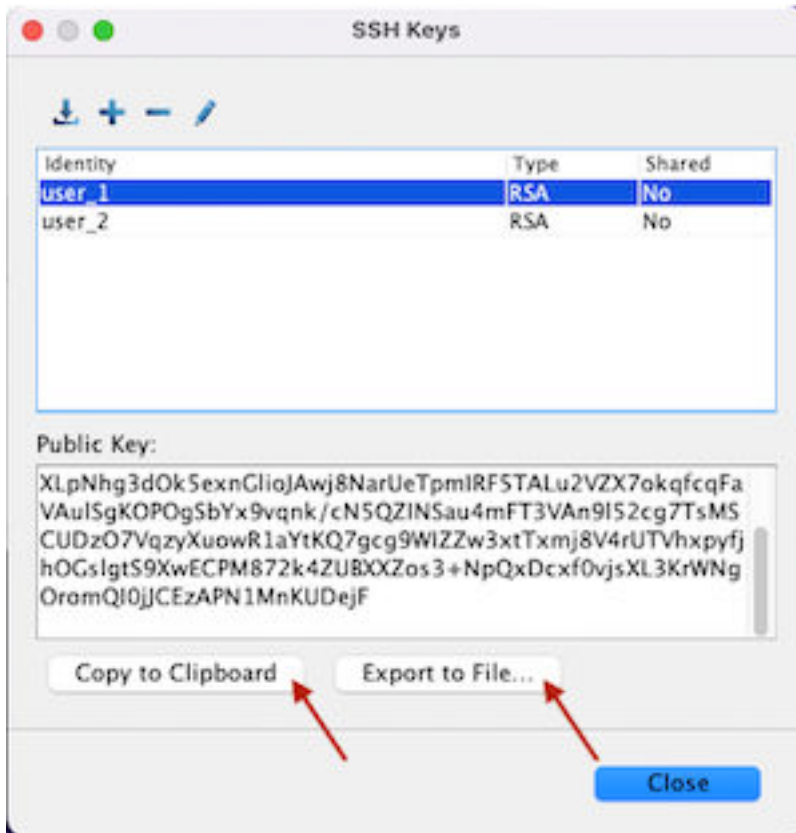 SSH Keys
Identity Type Shared
user_1 RSA No
user_2 RSA No
Public Key:
XLpNhg3dOk5exnGlioJAwj8NarUeTpmIRFSTALu2VZX7okqfcqFa
VAulSgKOPOgSbYx9vqnk/cN5QZINSau4mFT3VAn9l52cg7TsMS
CUDzO7VqzyXuowR1aYtKQ7gcg9WIZZw3xtTxmj8V4rUTVhxpyfj
hOGslgtS9XwECPM872k4ZUBXXZos3+NpQxDcxf0vjsXL3KrWNg
OromQI0jJCEzAPN1MnKUDejF
Copy to Clipboard Export to File...
Close